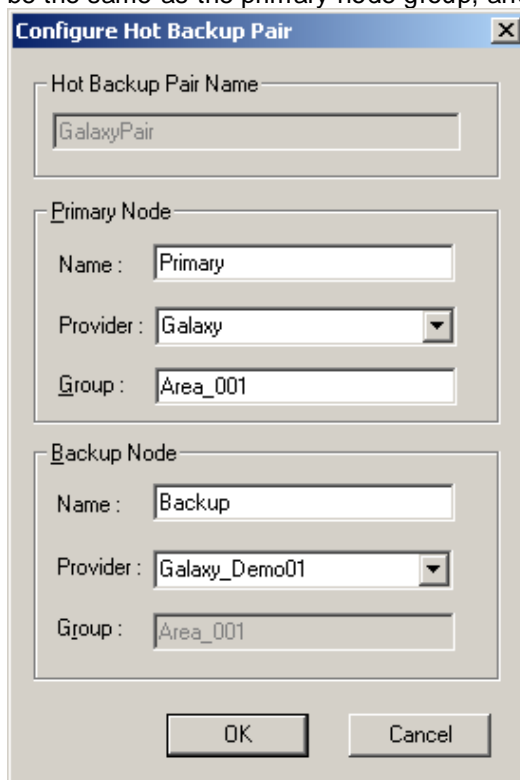 be the same as the primary node group, and
Configure Hot Backup Pair
Hot Backup Pair Name
GalaxyPair
Primary Node
Name :
Primary
Provider :
Galaxy
Group :
Area_001
Backup Node
Name :
Backup
Provider :
Galaxy_Demo01
Group :
Area_001
OK
Cancel